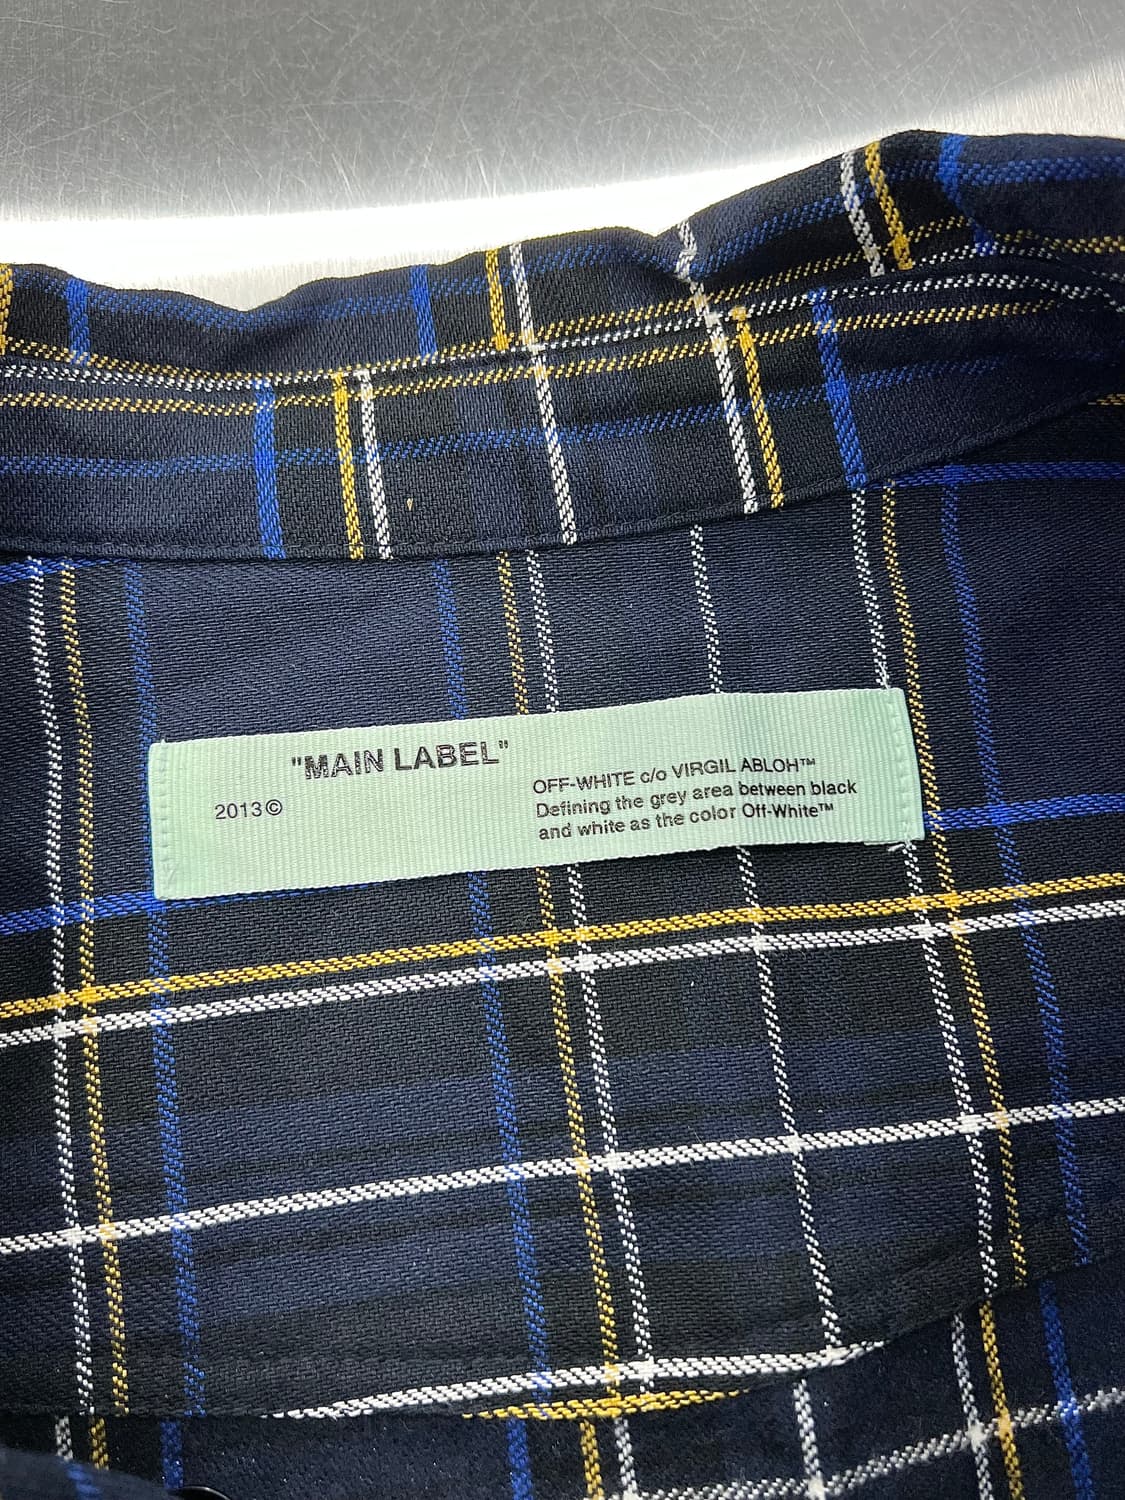 "MAIN LABEL"
2013©
OFF-WHITE c/o VIRGIL ABLOH™
Defining the grey area between black
and white as the color Off-White™